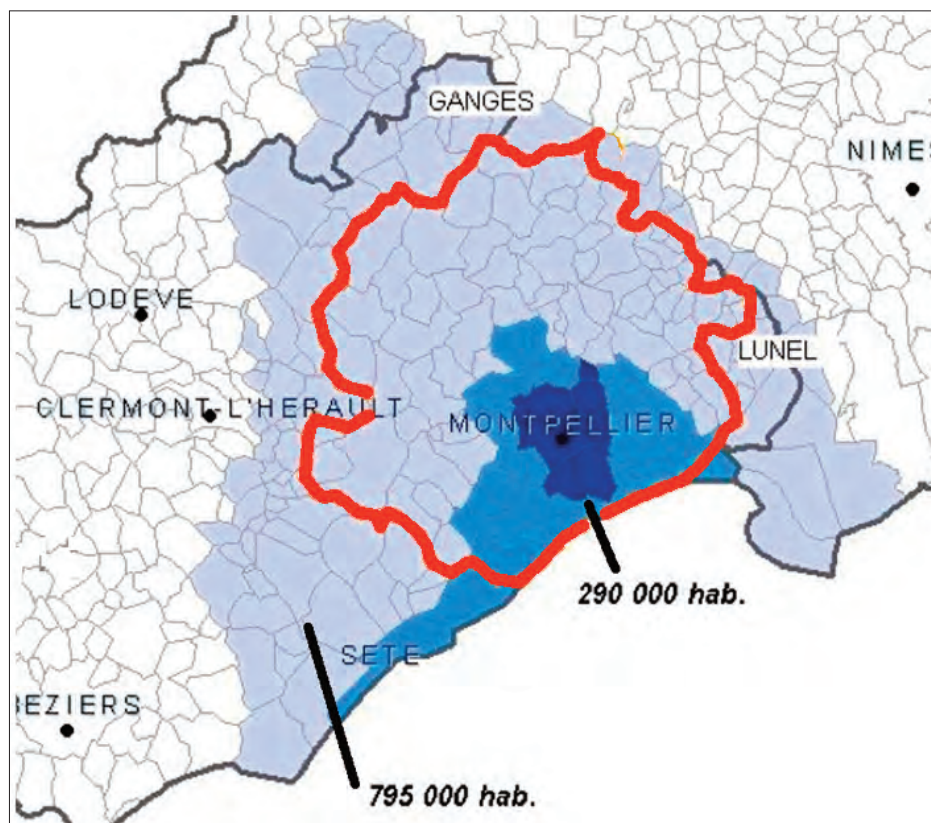 GANGES
NIMES
LODEVE
LUNEL
CLERMONT-L'HERAULT
MONTPELLIER
290 000 hab.
SETE
BEZIERS
795 000 hab.